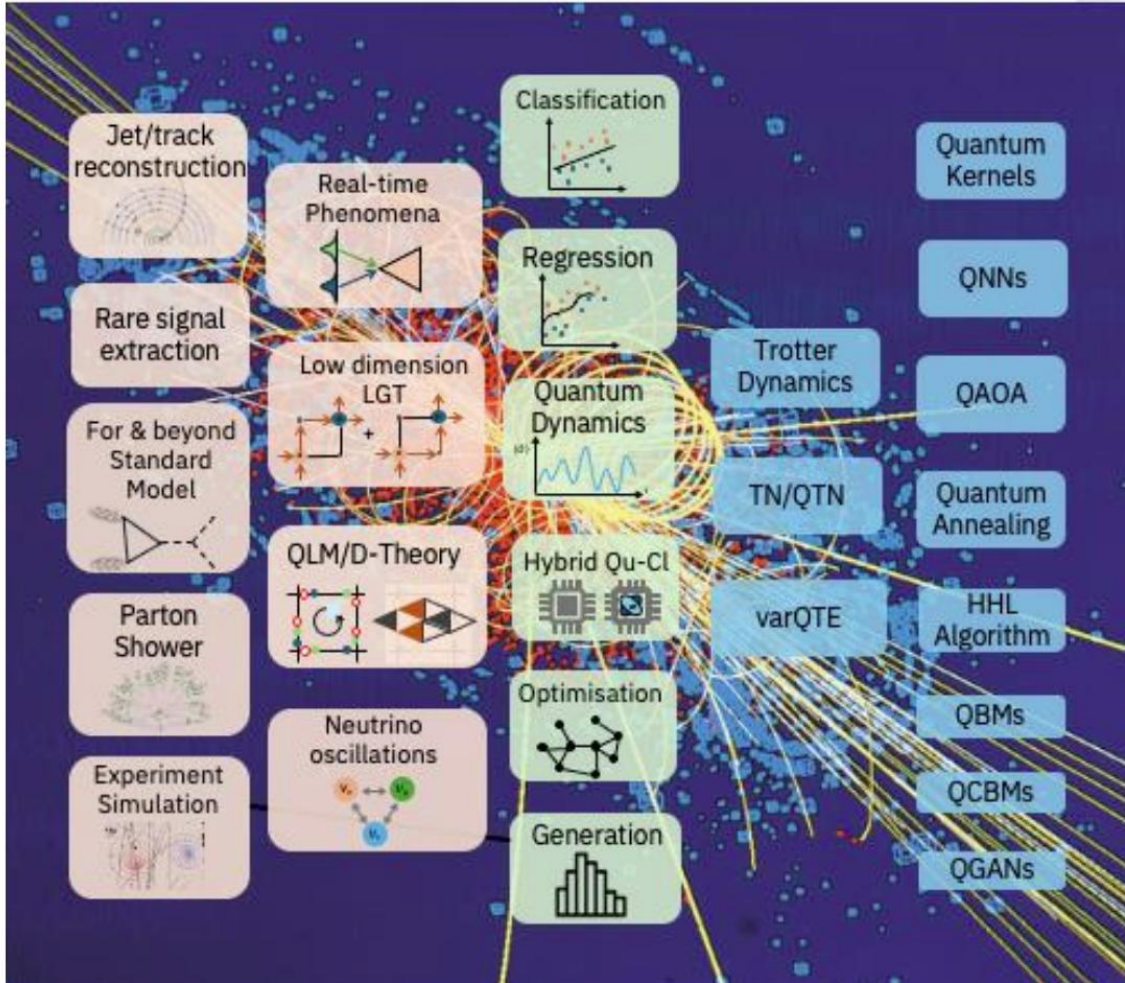 Jet/track
reconstruction
Rare signal
extraction
For & beyond
Standard
Model
Parton
Shower
Experiment
Simulation
Real-time
Phenomena
Low dimension
LGT
+
QLM/D-Theory
Neutrino
oscillations
Classification
Regression
Quantum
Dynamics
Hybrid Qu-Cl
Optimisation
Generation
Trotter
Dynamics
TN/QTN
varQTE
Quantum
Kernels
QNNs
QAOA
Quantum
Annealing
HHL
Algorithm
QBMs
QCBMs
QGANs